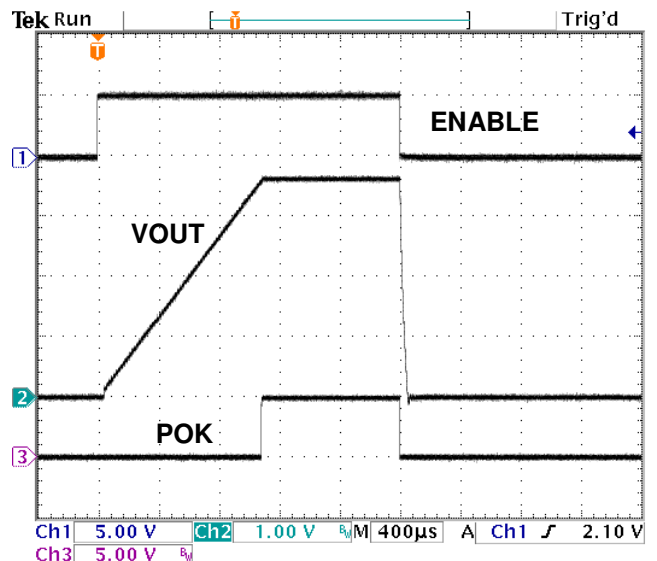 Tek Run
[
T
]
Trig'd
T
ENABLE
1
VOUT
2
POK
3
Ch1 5.00 V Ch2 1.00 V BW M 400µs A Ch1 ƒ 2.10 V
Ch3 5.00 V BW